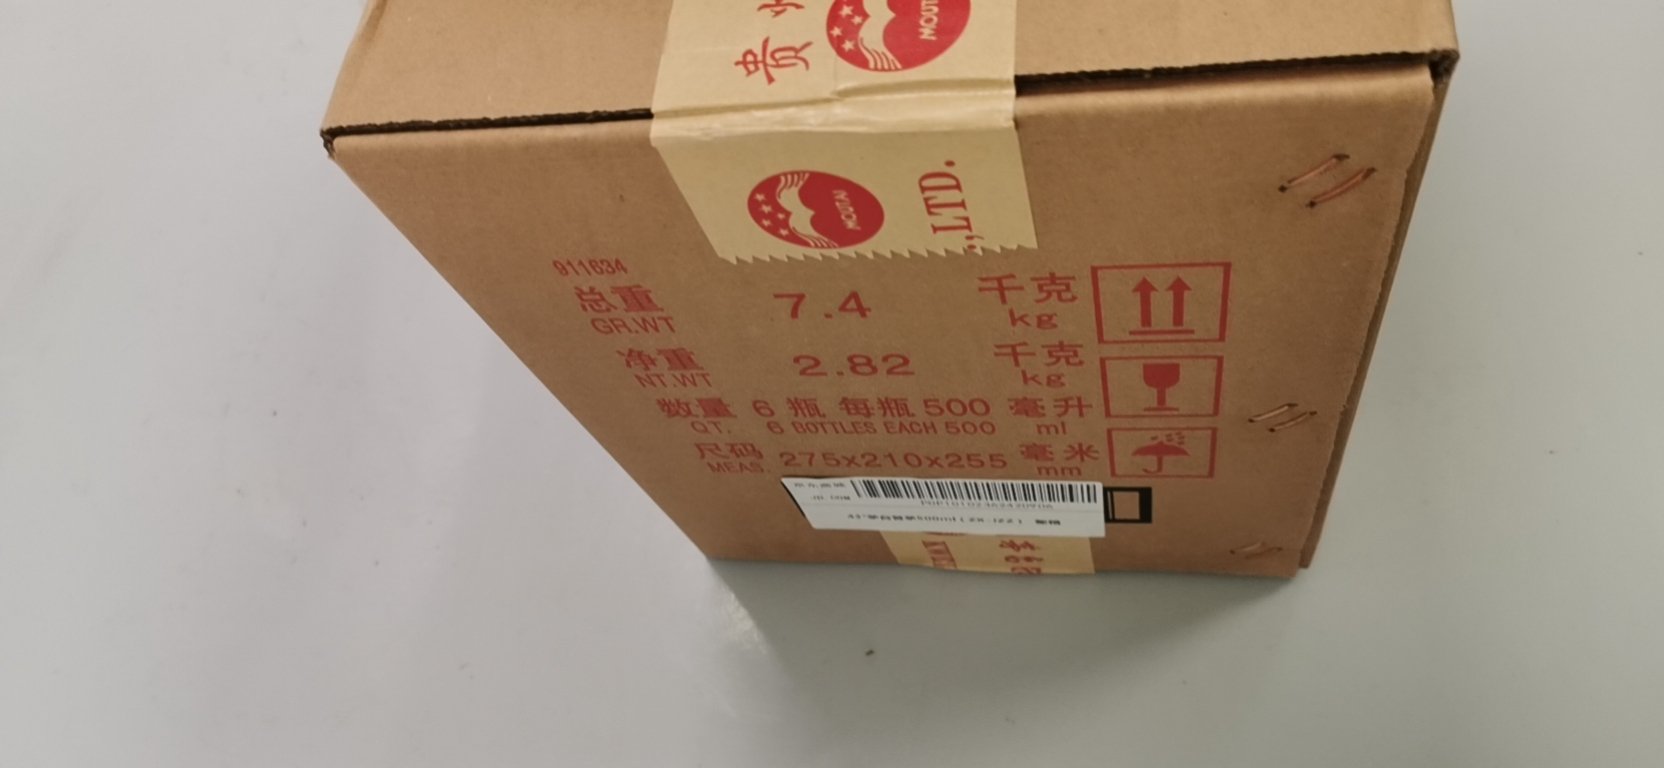 贵州
MOUTAI
MOUTAI
.,LTD.
911634
总重 7.4 千克
GR.WT kg
净重 2.82 千克
NT.WT kg
数量 6 瓶 每瓶 500 毫升
QT. 6 BOTTLES EACH 500 ml
尺码 275x210x255 毫米
MEAS. mm